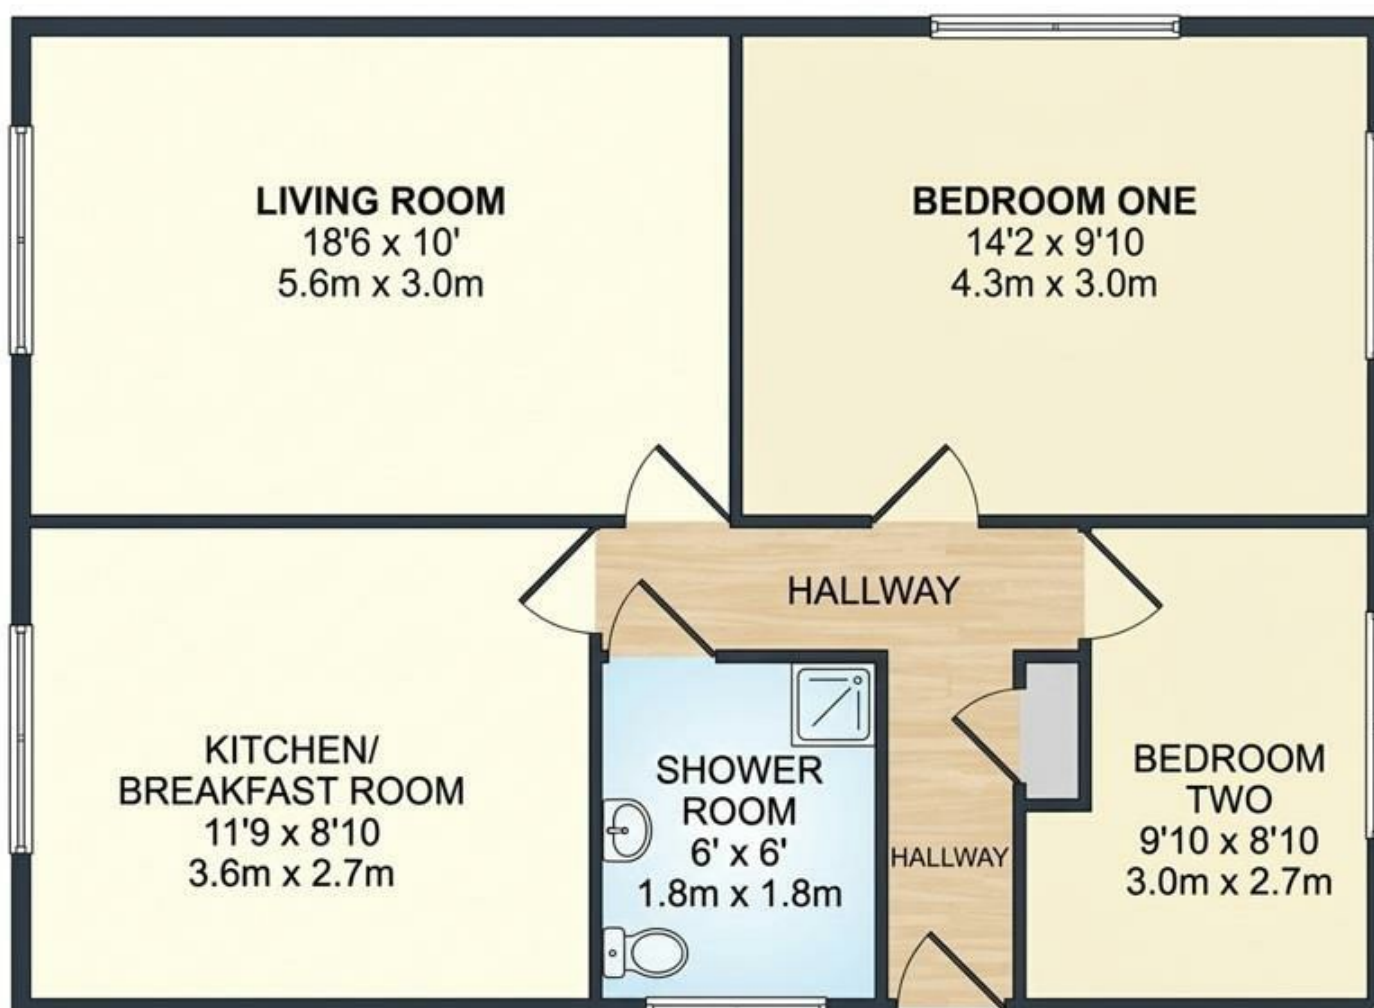 LIVING ROOM
18'6 x 10'
5.6m x 3.0m
BEDROOM ONE
14'2 x 9'10
4.3m x 3.0m
HALLWAY
KITCHEN/
BREAKFAST ROOM
11'9 x 8'10
3.6m x 2.7m
SHOWER
ROOM
6' x 6'
1.8m x 1.8m
HALLWAY
BEDROOM
TWO
9'10 x 8'10
3.0m x 2.7m